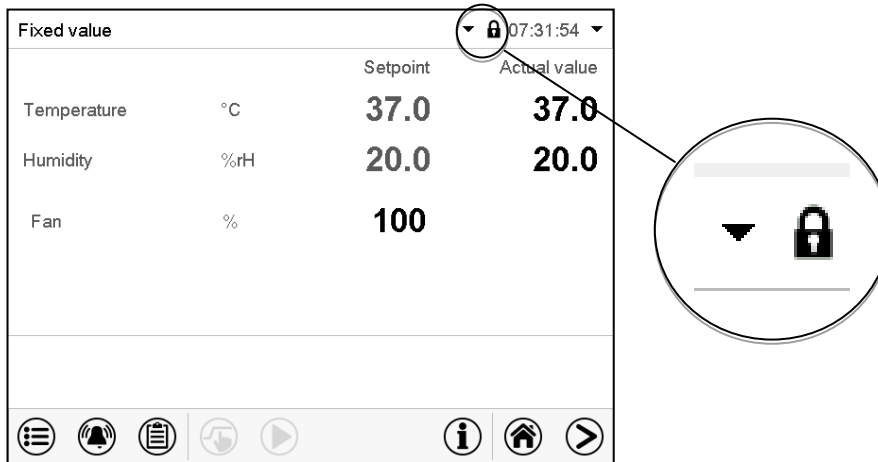 Fixed value 07:31:54
Setpoint Actual value
Temperature °C 37.0 37.0
Humidity %rH 20.0 20.0
Fan % 100